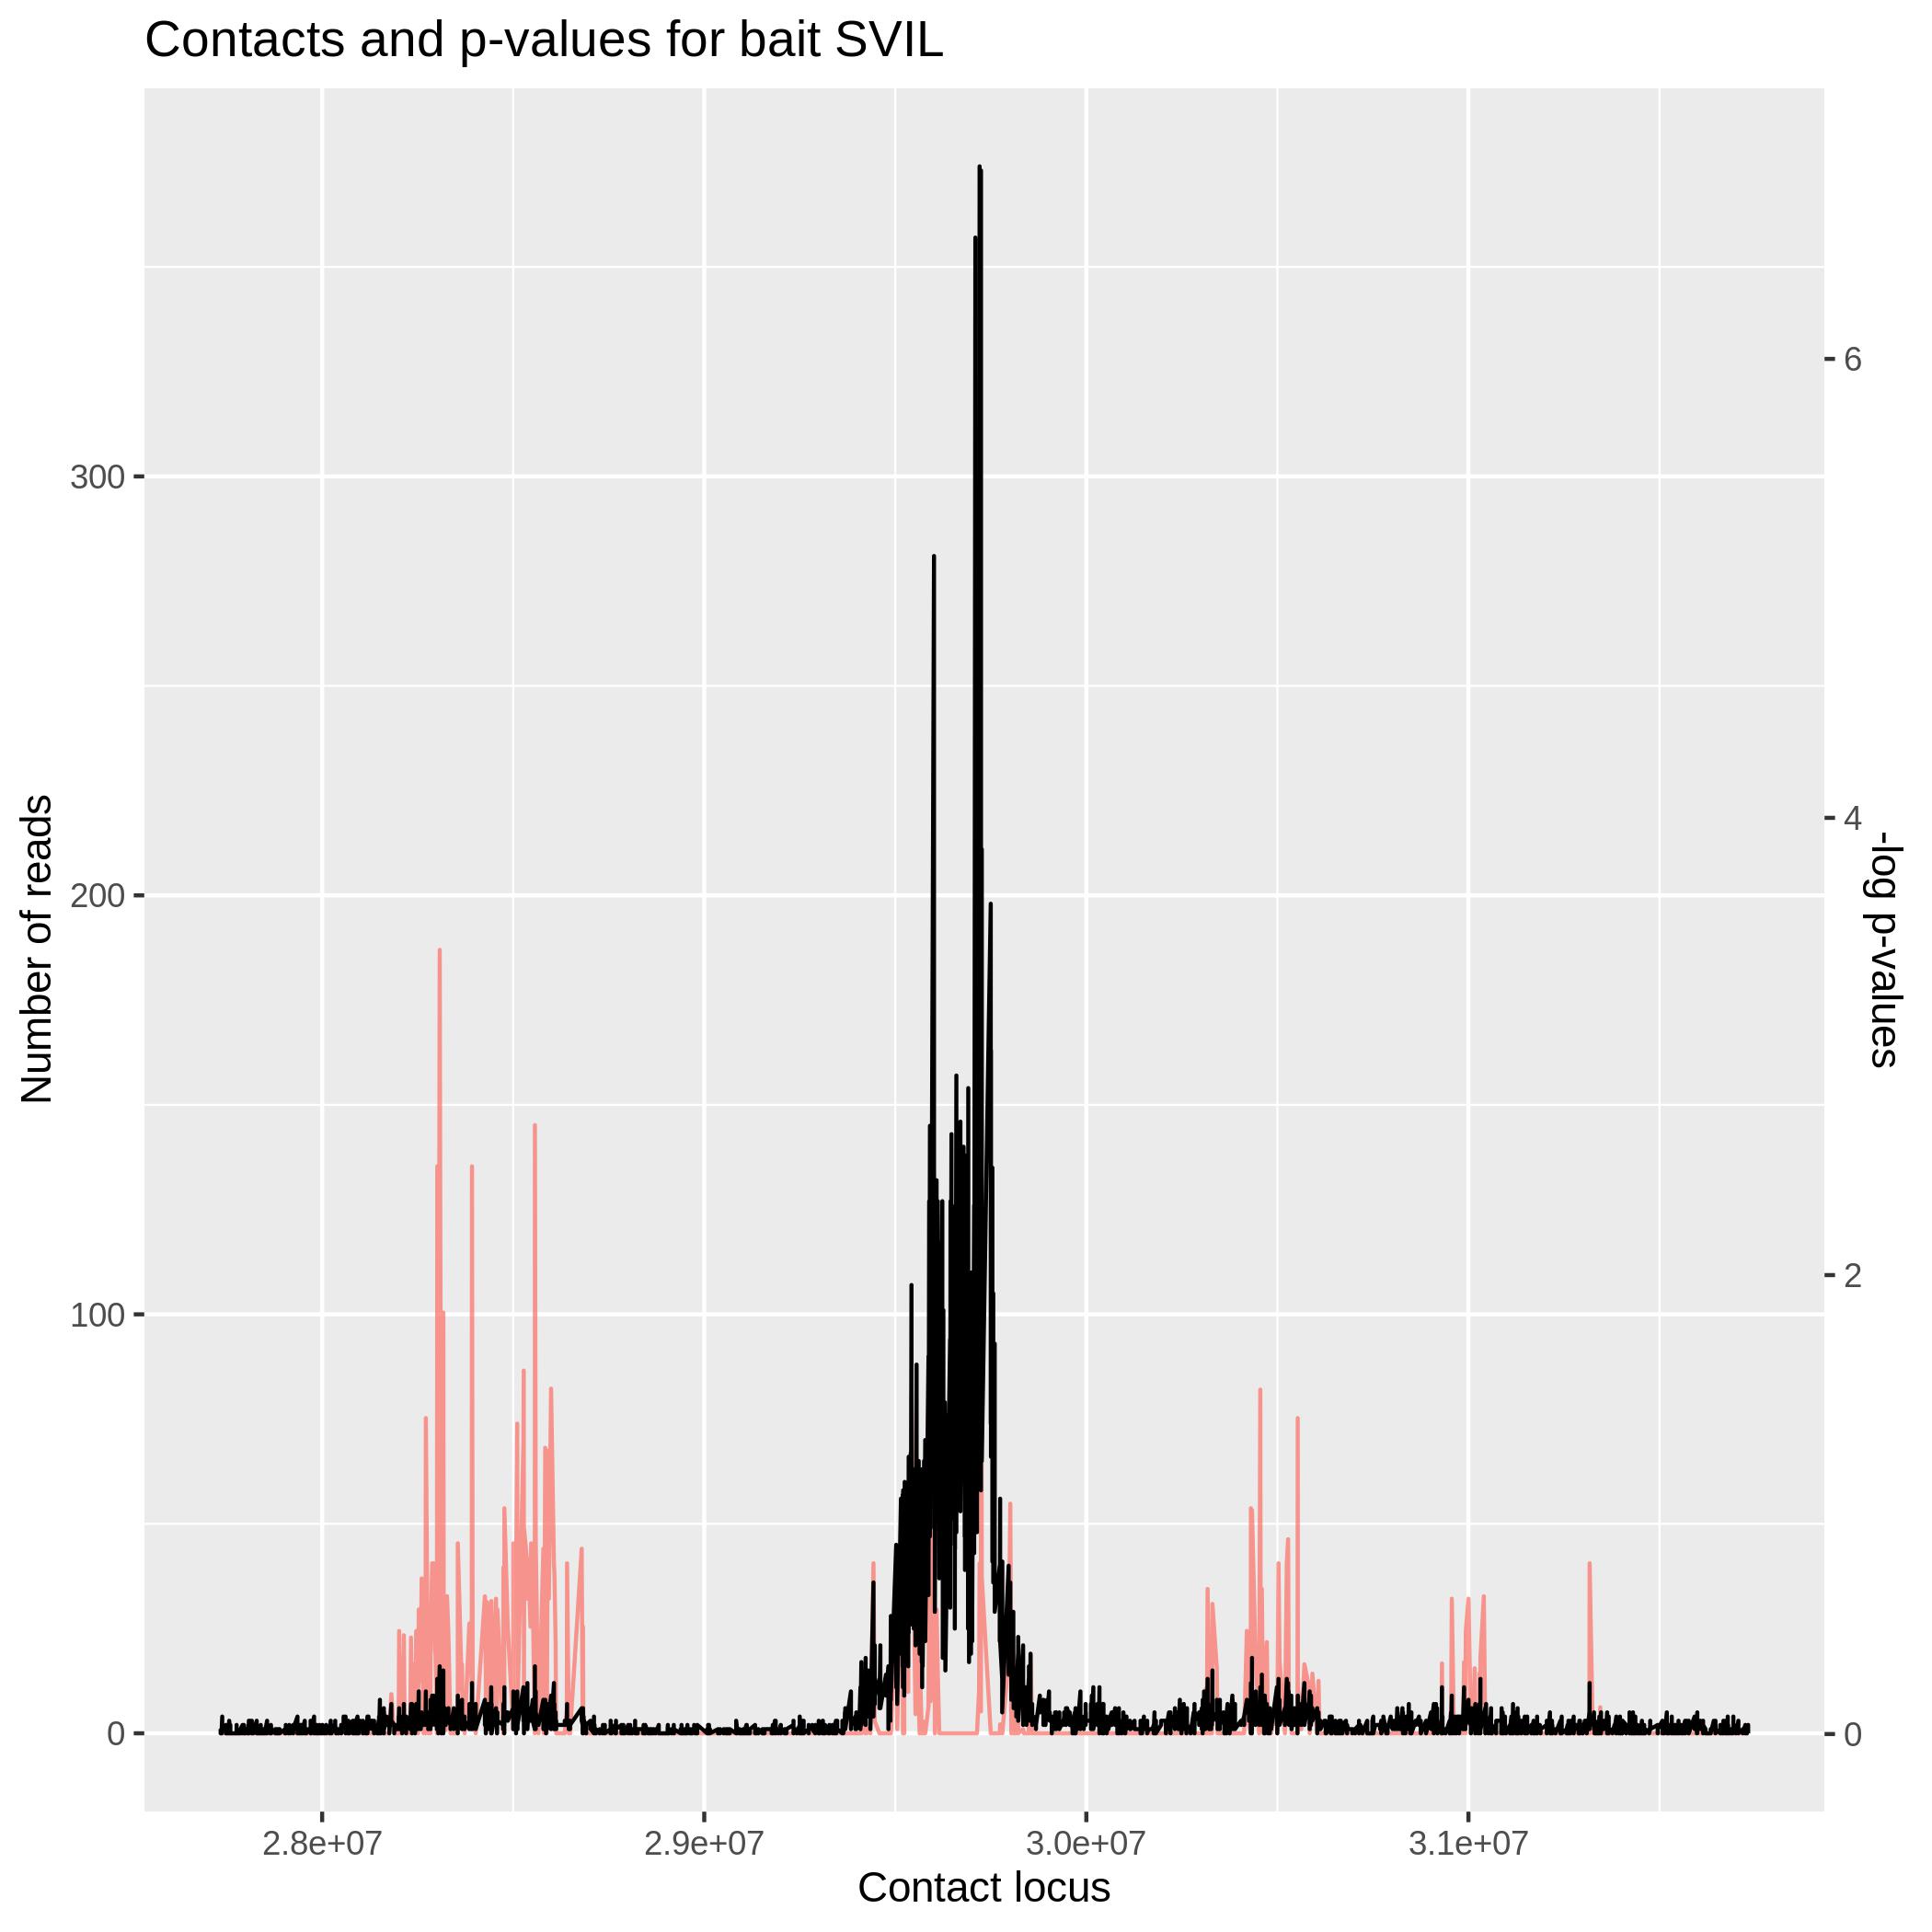 Contacts and p-values for bait SVIL
Number of reads
300
200
100
0
6
4
2
0
-log p-values
2.8e+07
2.9e+07
3.0e+07
3.1e+07
Contact locus